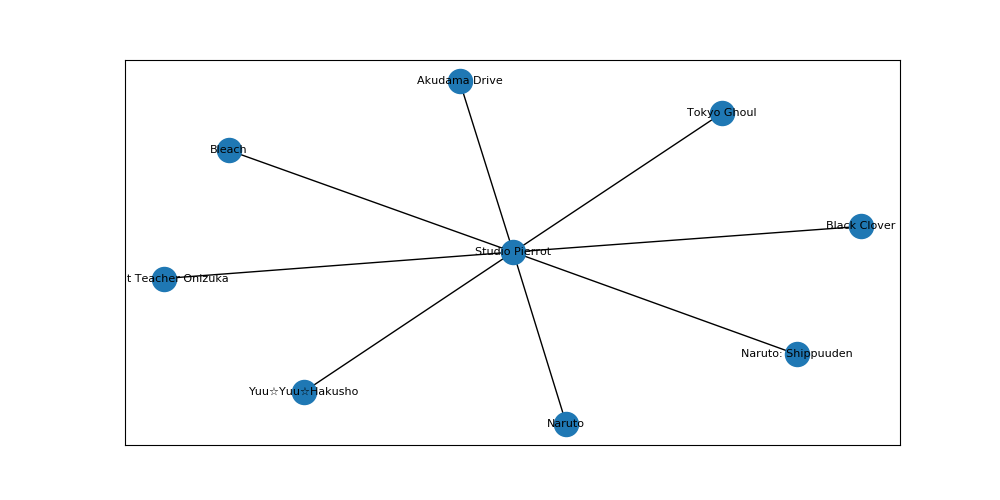 Akudama Drive
Tokyo Ghoul
Bleach
Black Clover
Studio Pierrot
t Teacher Onizuka
Naruto: Shippuuden
Yuu☆Yuu☆Hakusho
Naruto